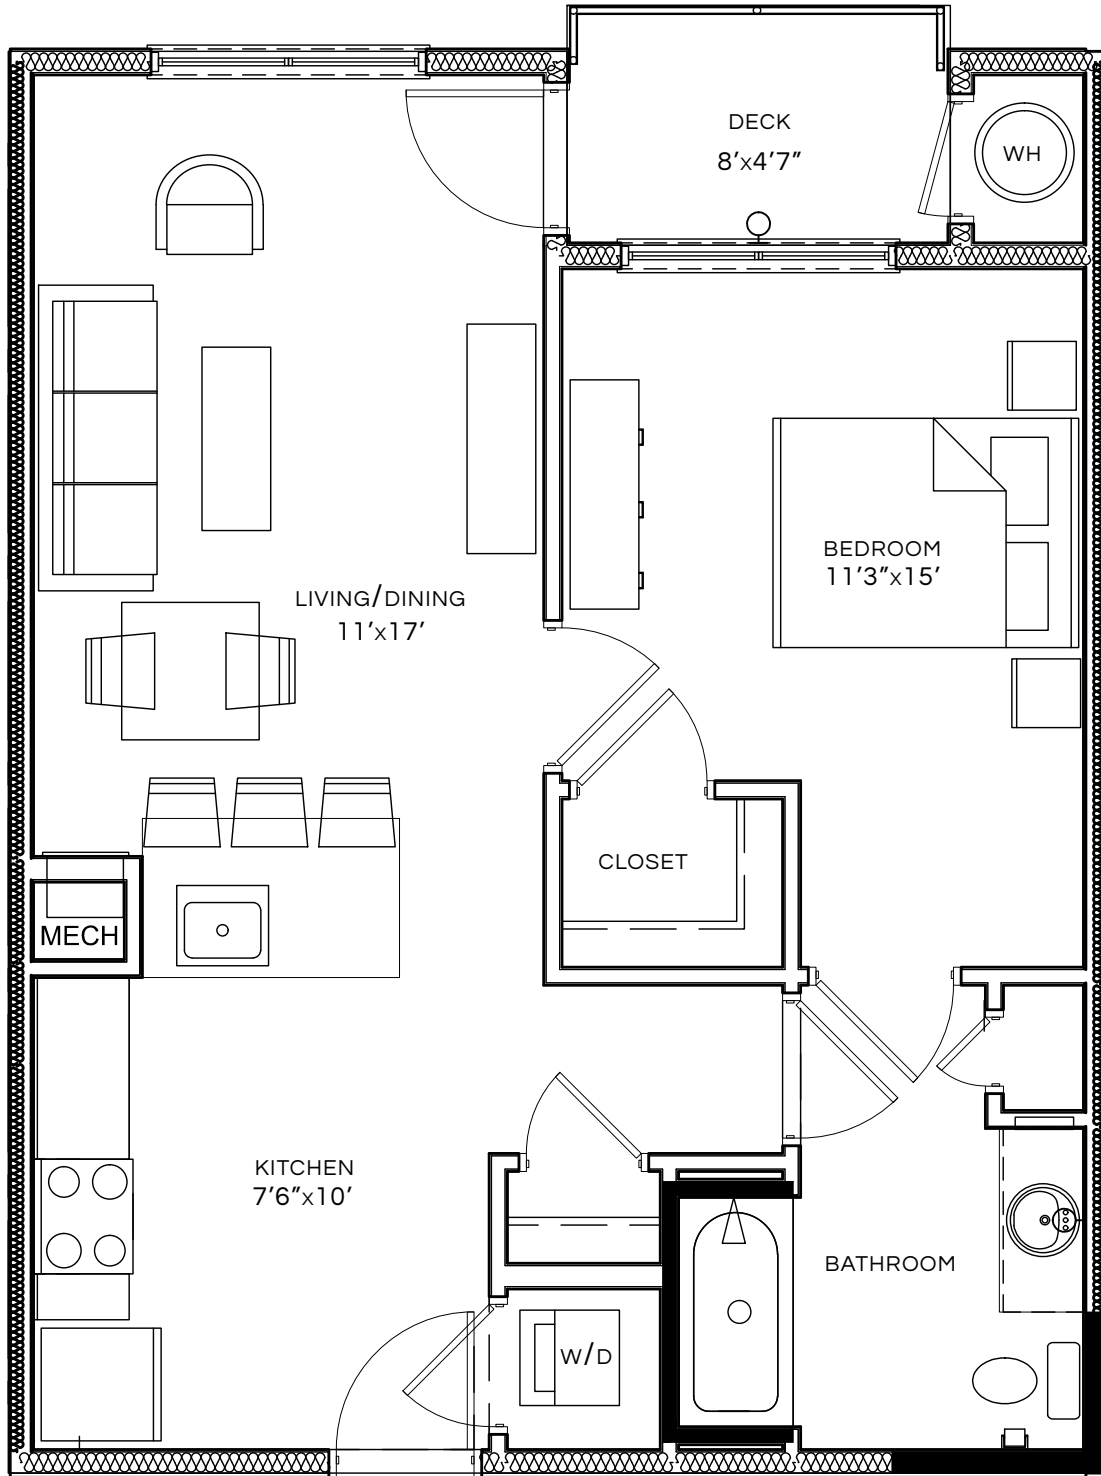 DECK
8'x4'7"
WH
BEDROOM
11'3"x15'
LIVING/DINING
11'x17'
CLOSET
MECH
KITCHEN
7'6"x10'
BATHROOM
W/D